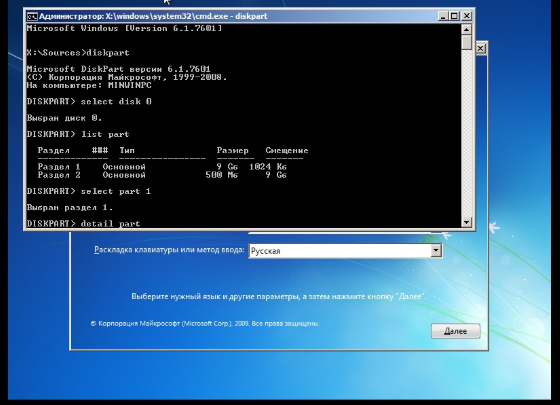 Администратор: X:\windows\system32\cmd.exe - diskpart
Microsoft Windows [Version 6.1.7601]
X:\Sources>diskpart
Microsoft DiskPart версии 6.1.7601
(C) Корпорация Майкрософт, 1999-2008.
На компьютере: MININT-PC
DISKPART> select disk 0
Выбран диск 0.
DISKPART> list part
Раздел ### Тип Размер Смещение
------------- ---------------- ------- -------
Раздел 1 Основной 9 Gб 1024 Kб
Раздел 2 Основной 500 Mб 9 Gб
DISKPART> select part 1
Выбран раздел 1.
DISKPART> detail part
Раскладка клавиатуры или метод ввода: Русская
Выберите нужный язык и другие параметры, а затем нажмите кнопку "Далее".
© Корпорация Майкрософт (Microsoft Corp.), 2009. Все права защищены.
Далее